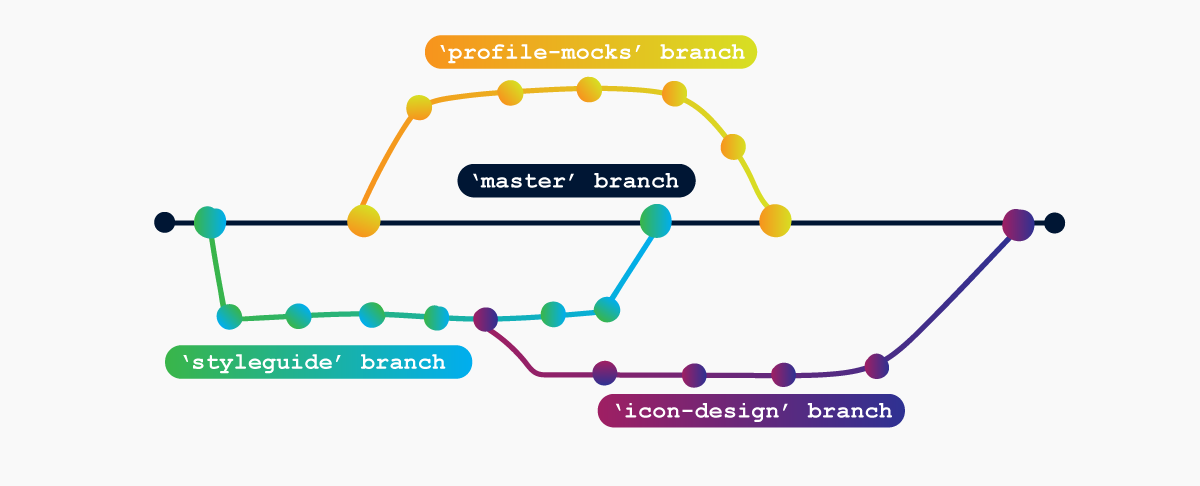 ‘profile-mocks’ branch
‘master’ branch
‘styleguide’ branch
‘icon-design’ branch